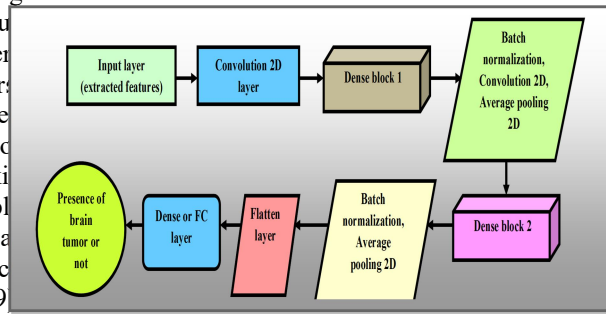 Input layer
(extracted features)
Convolution 2D
layer
Dense block 1
Batch
normalization,
Convolution 2D,
Average pooling
2D
Dense block 2
Batch
normalization,
Average
pooling 2D
Flatten
layer
Dense or FC
layer
Presence of
brain
tumor or
not